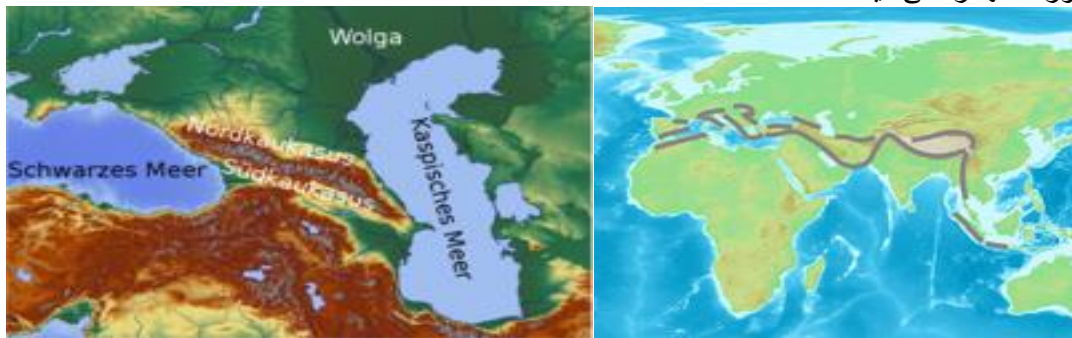 Wolga
Nordkaukasus
Kaspisches Meer
Schwarzes Meer
Südkaukasus